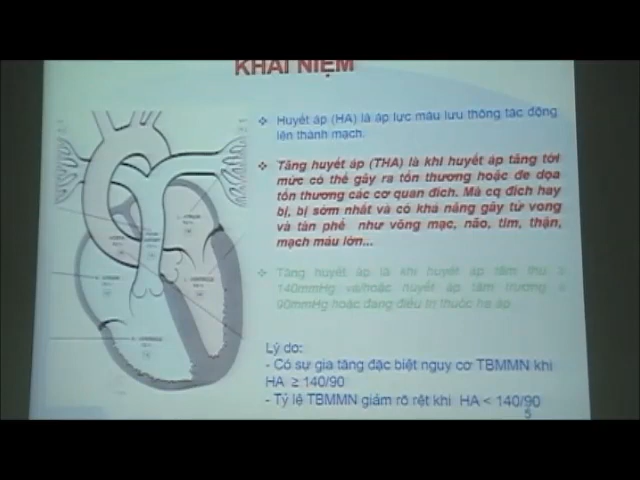 KHÁI NIỆM
Huyết áp (HA) là áp lực máu lưu thông tác động
lên thành mạch.
Tăng huyết áp (THA) là khi huyết áp tăng tới
mức có thể gây ra tổn thương hoặc đe dọa
tổn thương các cơ quan đích. Mà cq đích hay
bị, bị sớm nhất và có khả năng gây tử vong
và tàn phế như võng mạc, não, tim, thận,
mạch máu lớn...
Tăng huyết áp là khi huyết áp tâm thu ≥
140mmHg và/hoặc huyết áp tâm trương ≥
90mmHg hoặc đang điều trị thuốc hạ áp
Lý do:
- Có sự gia tăng đặc biệt nguy cơ TBMMN khi
HA ≥ 140/90
- Tỷ lệ TBMMN giảm rõ rệt khi HA < 140/90
5